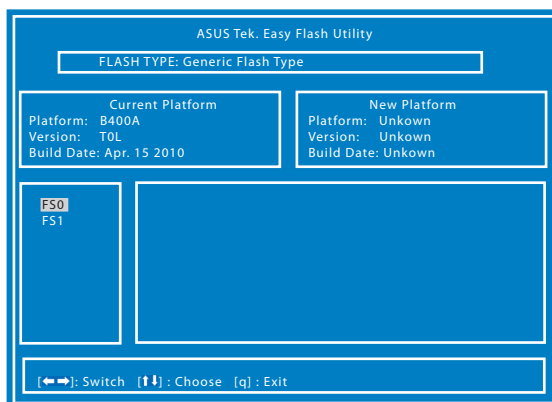 ASUS Tek. Easy Flash Utility
FLASH TYPE: Generic Flash Type
Current Platform
Platform: B400A
Version: T0L
Build Date: Apr. 15 2010
New Platform
Platform: Unkown
Version: Unkown
Build Date: Unkown
FS0
FS1
[←→]: Switch [↑↓] : Choose [q] : Exit